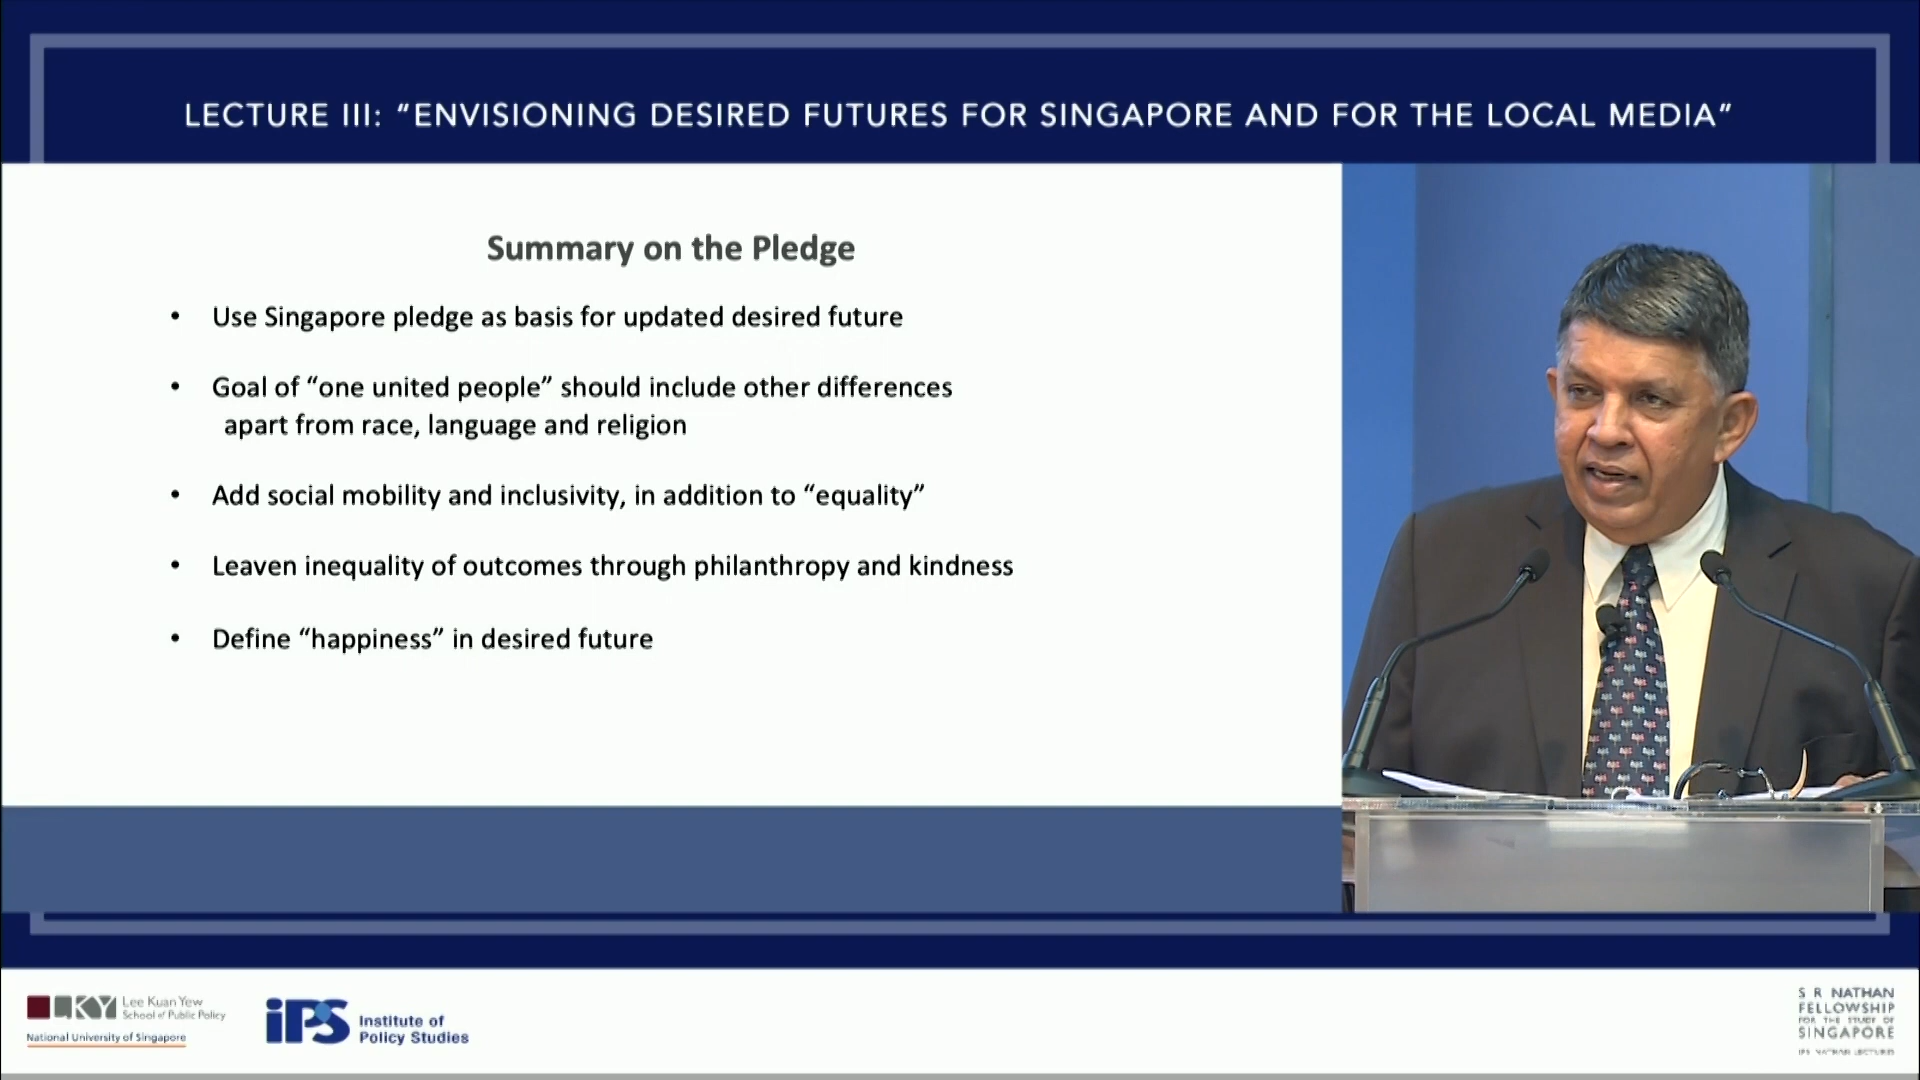 LECTURE III: “ENVISIONING DESIRED FUTURES FOR SINGAPORE AND FOR THE LOCAL MEDIA”
Summary on the Pledge
• Use Singapore pledge as basis for updated desired future
• Goal of “one united people” should include other differences
apart from race, language and religion
• Add social mobility and inclusivity, in addition to “equality”
• Leaven inequality of outcomes through philanthropy and kindness
• Define “happiness” in desired future
LKY
Lee Kuan Yew
School of Public Policy
National University of Singapore
iPS
Institute of
Policy Studies
S R NATHAN
FELLOWSHIP
FOR THE STUDY OF
SINGAPORE
IPS NATHAN LECTURES